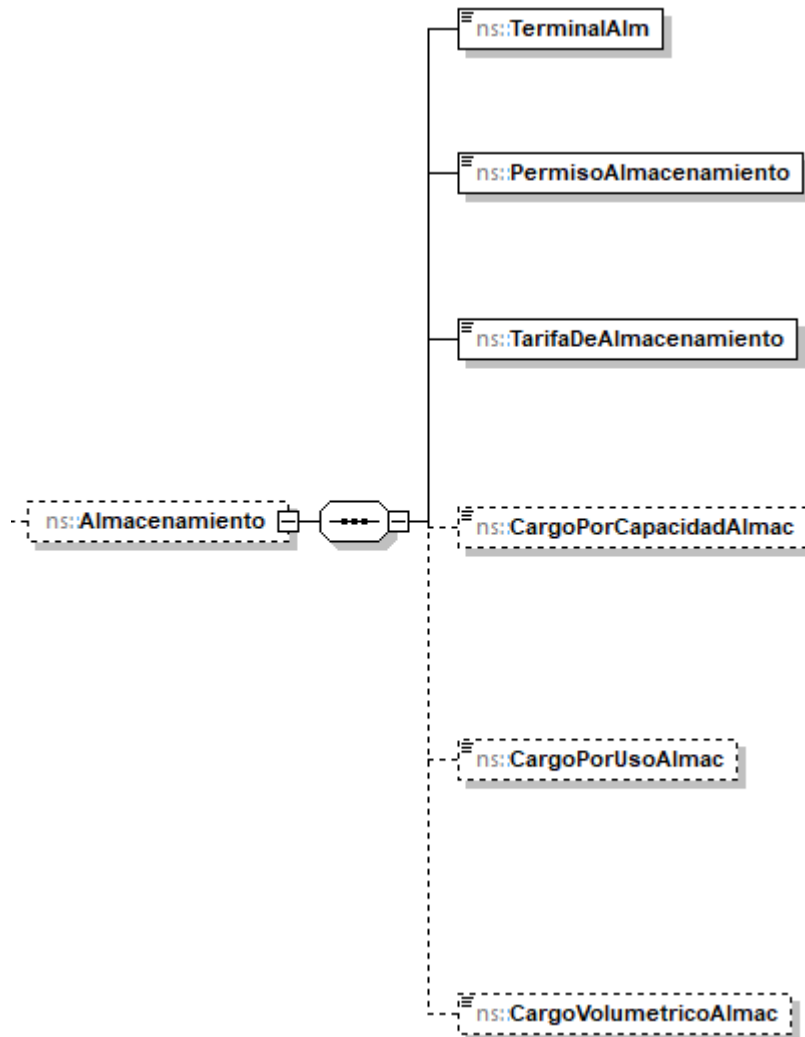 ns::TerminalAlm
ns::PermisoAlmacenamiento
ns::TarifaDeAlmacenamiento
ns::Almacenamiento
ns::CargoPorCapacidadAlmac
ns::CargoPorUsoAlmac
ns::CargoVolumetricoAlmac